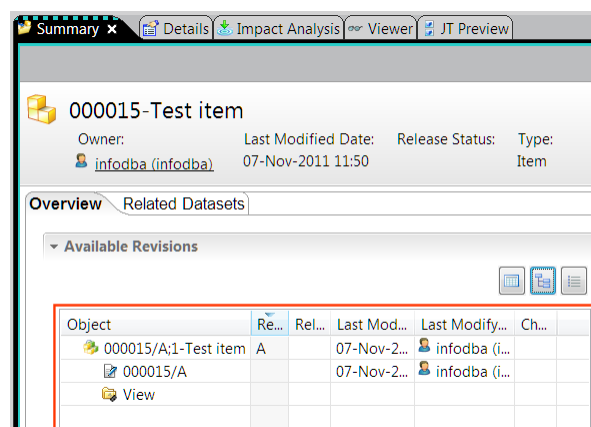 Summary Details Impact Analysis Viewer JT Preview
000015-Test item
Owner: Last Modified Date: Release Status: Type:
infodba (infodba) 07-Nov-2011 11:50 Item
Overview Related Datasets
Available Revisions
Object Re... Rel... Last Mod... Last Modify... Ch...
000015/A;1-Test item A 07-Nov-2... infodba (i...
000015/A 07-Nov-2... infodba (i...
View